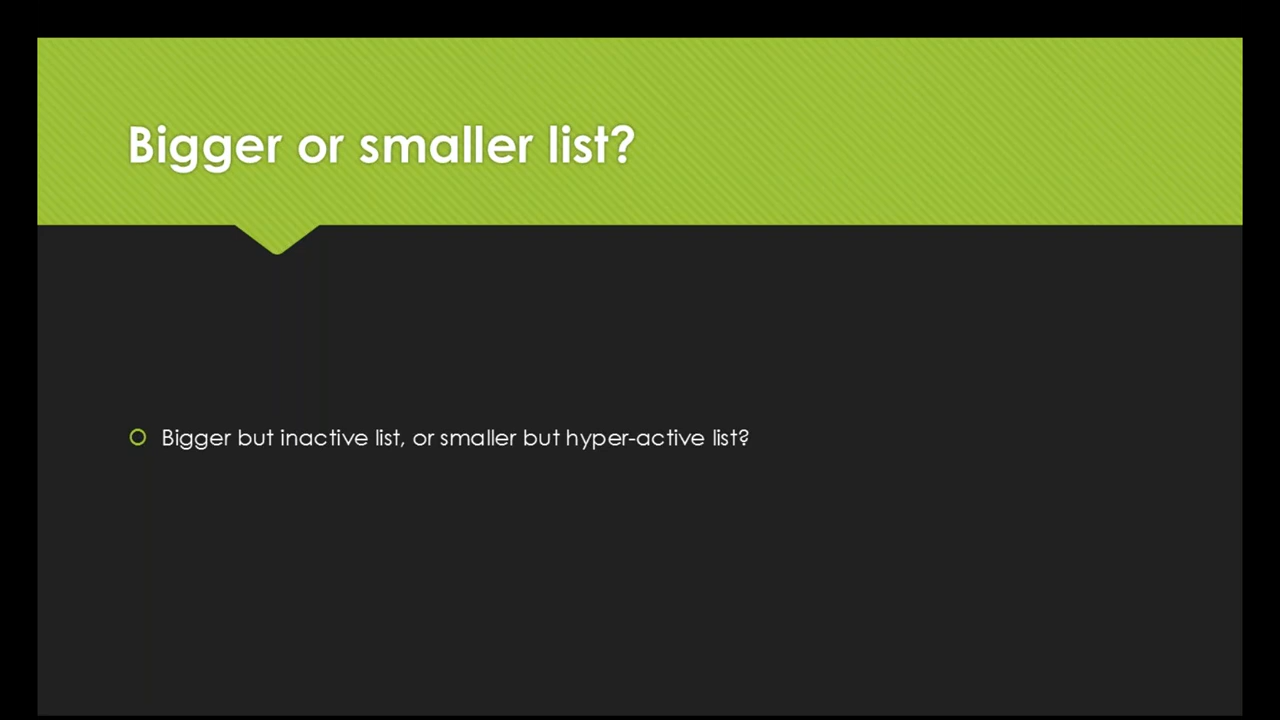 Bigger or smaller list?
Bigger but inactive list, or smaller but hyper-active list?